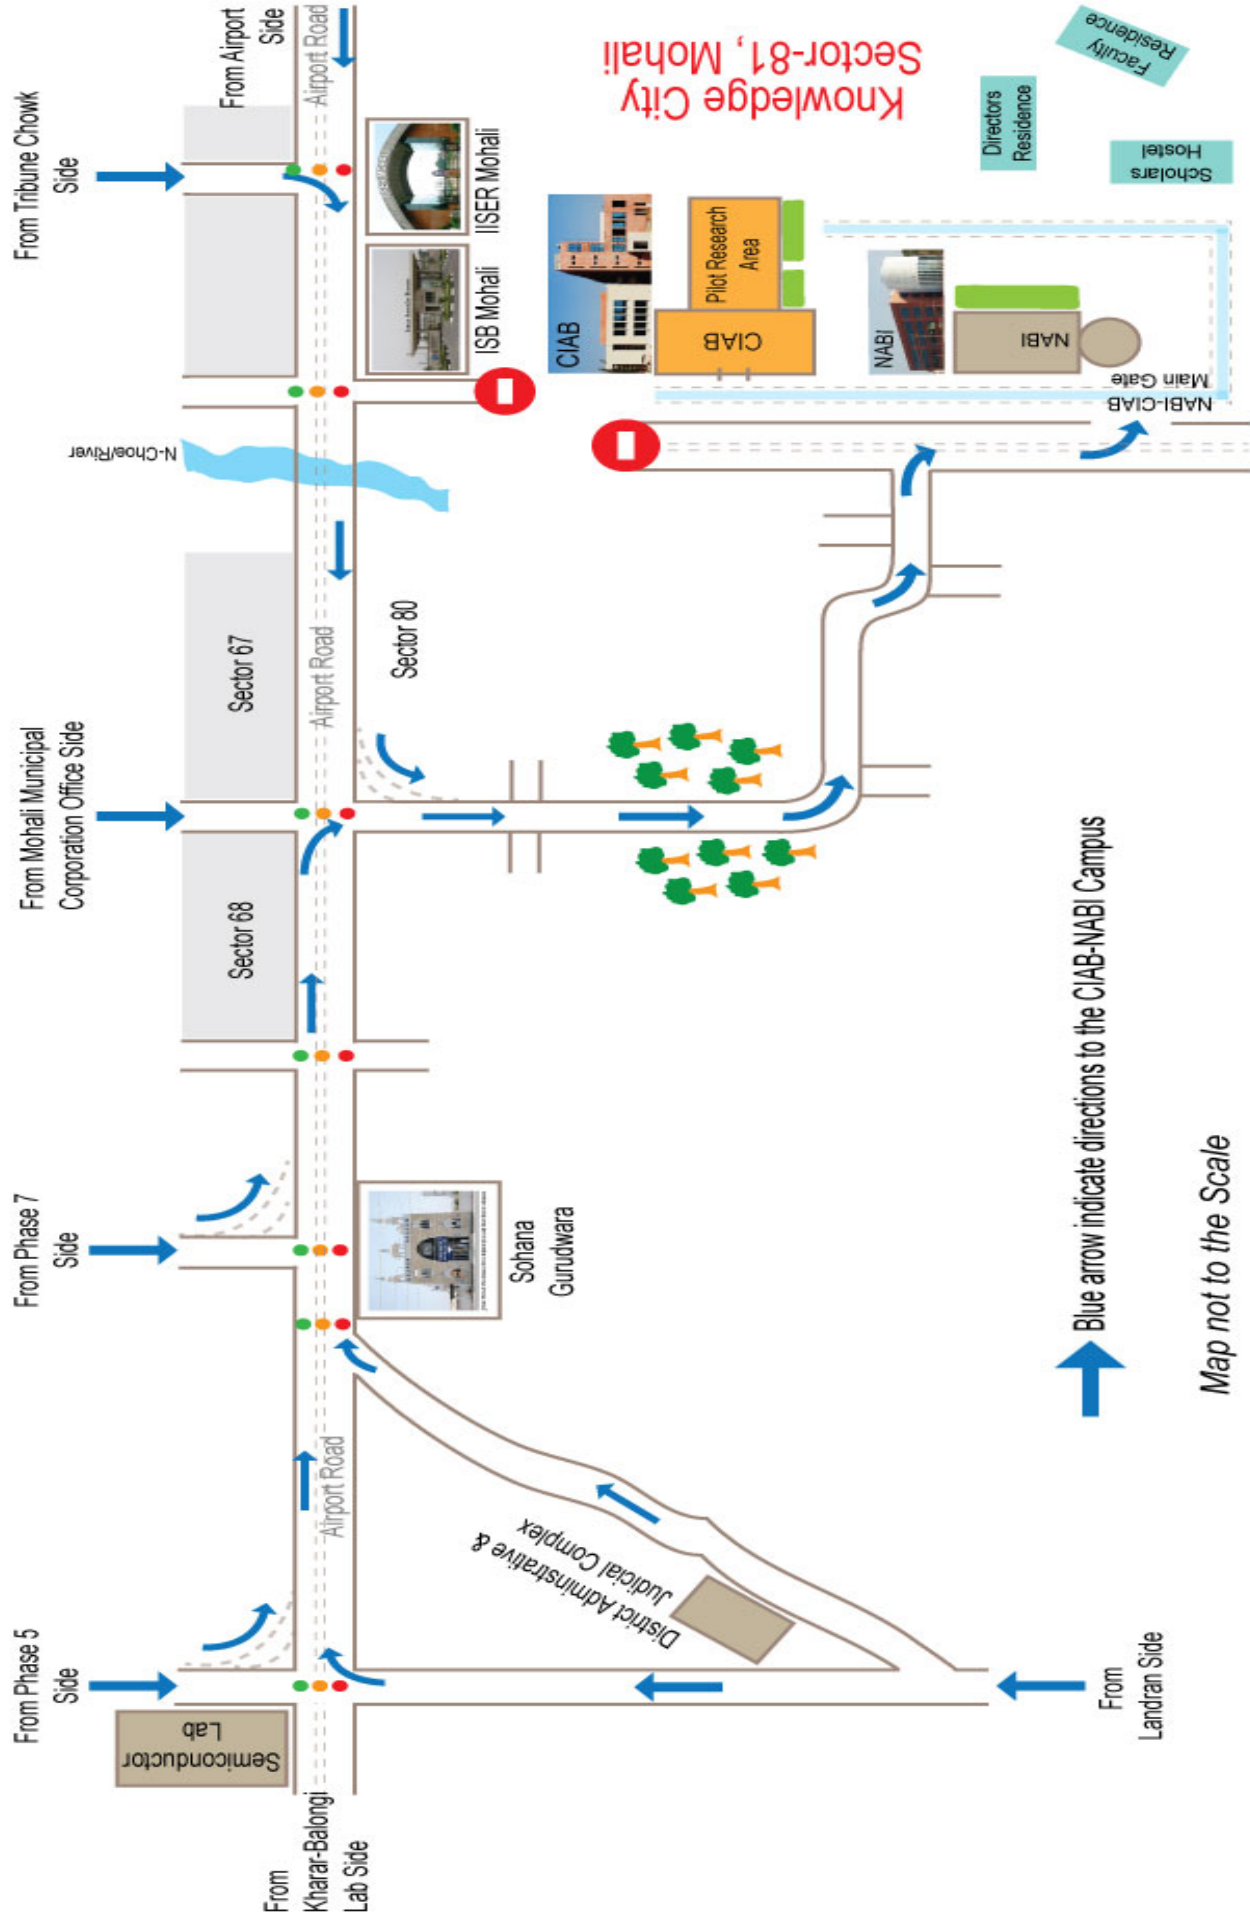 From Tribune Chowk
Side
From Airport
Side
Airport Road
IISER Mohali
ISB Mohali
Knowledge City
Sector-81, Mohali
Faculty
Residence
Directors
Residence
Scholars
Hostel
CIAB
Pilot Research
Area
CIAB
NABI
NABI
NABI-CIAB
Main Gate
N-Choe/River
From Mohali Municipal
Corporation Office Side
Sector 67
Airport Road
Sector 80
Sector 68
From Phase 7
Side
Sohana
Gurudwara
Blue arrow indicate directions to the CIAB-NABI Campus
Map not to the Scale
From Phase 5
Side
Airport Road
District Adminstrative &
Judicial Complex
Semiconductor
Lab
From
Kharar-Balongi
Lab Side
From
Landran Side